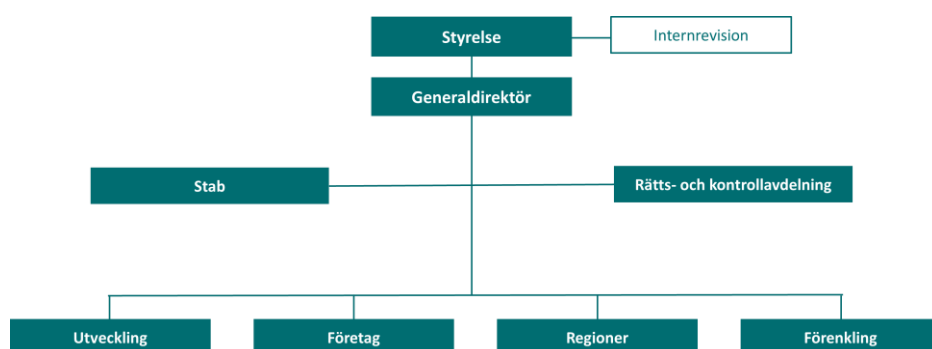 Styrelse
Internrevision
Generaldirektör
Stab
Rätts- och kontrollavdelning
Utveckling
Företag
Regioner
Förenkling